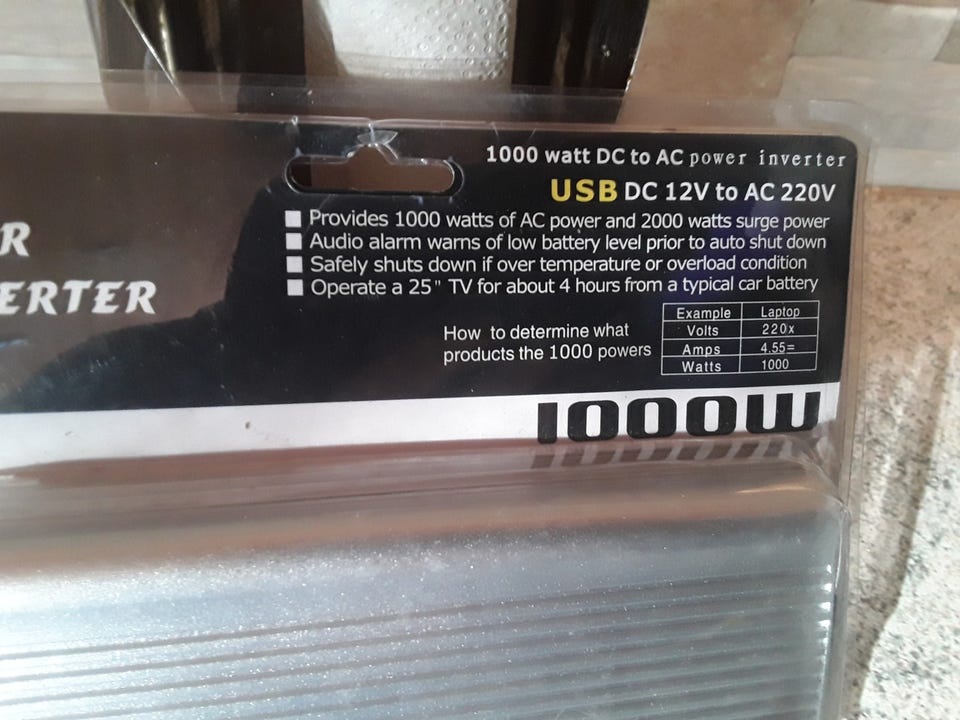 1000 watt DC to AC power inverter
USB DC 12V to AC 220V
R
ERTER
Provides 1000 watts of AC power and 2000 watts surge power
Audio alarm warns of low battery level prior to auto shut down
Safely shuts down if over temperature or overload condition
Operate a 25" TV for about 4 hours from a typical car battery
How to determine what
products the 1000 powers
Example Laptop
Volts 220x
Amps 4.55=
Watts 1000
1000W